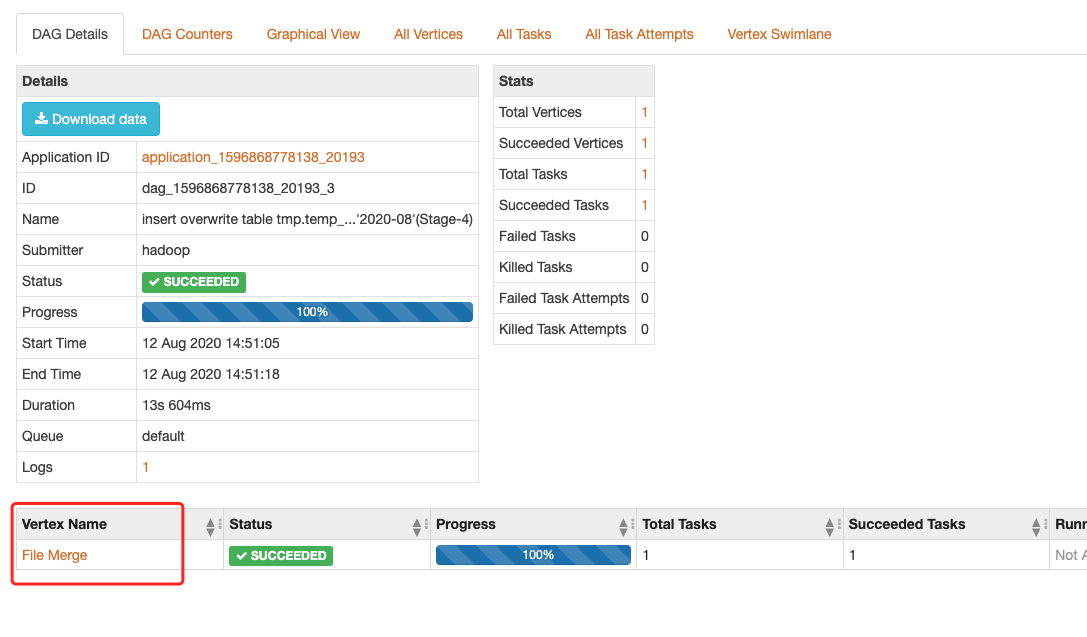 DAG Details DAG Counters Graphical View All Vertices All Tasks All Task Attempts Vertex Swimlane
Details
Download data
Application ID application_1596868778138_20193
ID dag_1596868778138_20193_3
Name insert overwrite table tmp.temp_...'2020-08'(Stage-4)
Submitter hadoop
Status SUCCEEDED
Progress 100%
Start Time 12 Aug 2020 14:51:05
End Time 12 Aug 2020 14:51:18
Duration 13s 604ms
Queue default
Logs 1
Stats
Total Vertices 1
Succeeded Vertices 1
Total Tasks 1
Succeeded Tasks 1
Failed Tasks 0
Killed Tasks 0
Failed Task Attempts 0
Killed Task Attempts 0
Vertex Name Status Progress Total Tasks Succeeded Tasks Runn
File Merge SUCCEEDED 100% 1 1 Not A